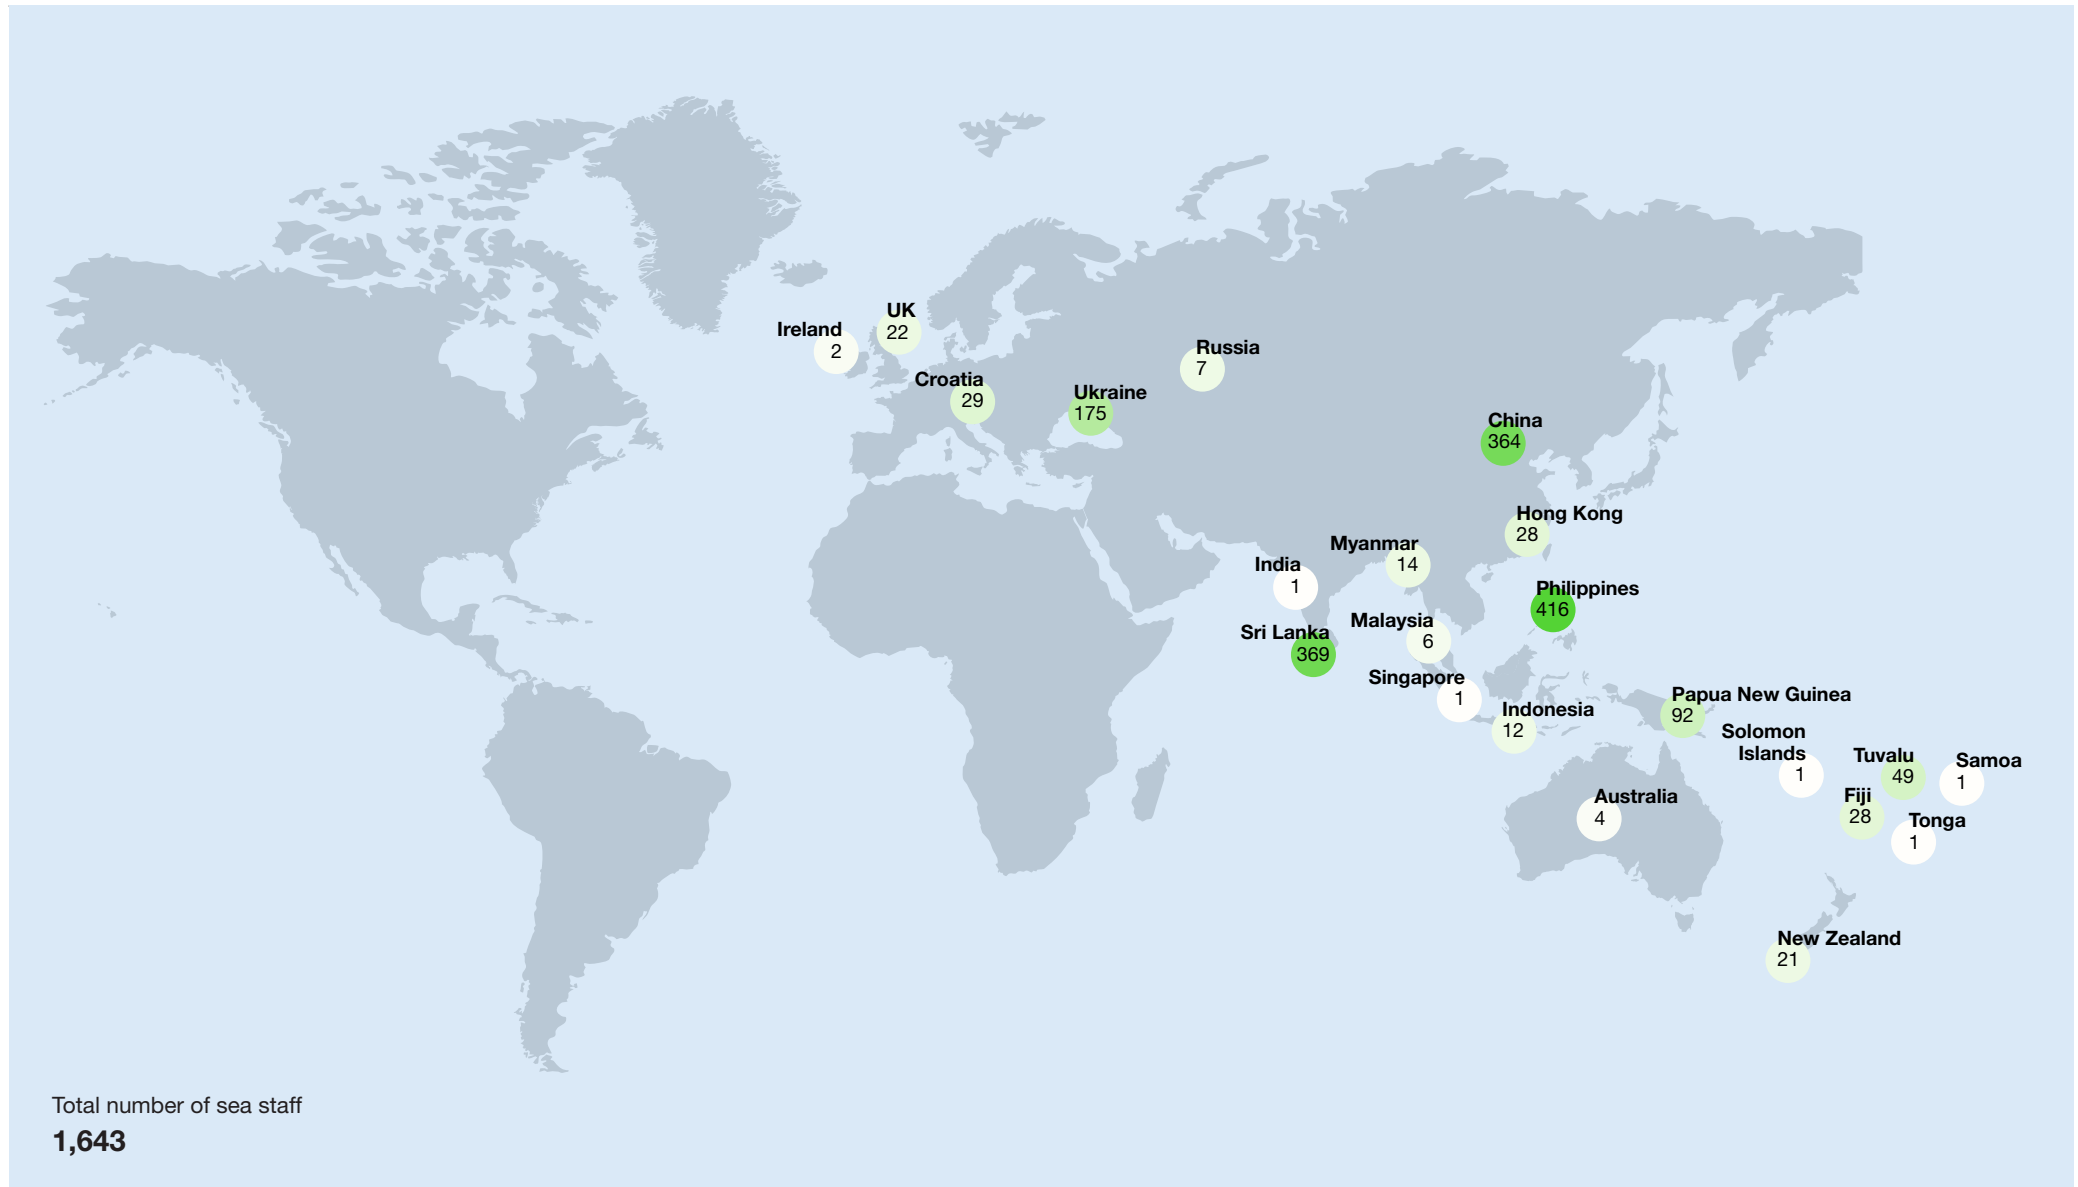 UK
22
Ireland
2
Russia
7
Croatia
29
Ukraine
175
China
364
Hong Kong
28
Myanmar
14
India
1
Philippines
416
Malaysia
6
Sri Lanka
369
Singapore
1
Papua New Guinea
92
Indonesia
12
Solomon
Islands
1
Tuvalu
49
Samoa
1
Australia
4
Fiji
28
Tonga
1
New Zealand
21
Total number of sea staff
1,643